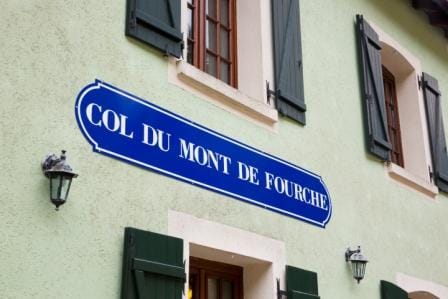 COL DU MONT DE FOURCHE